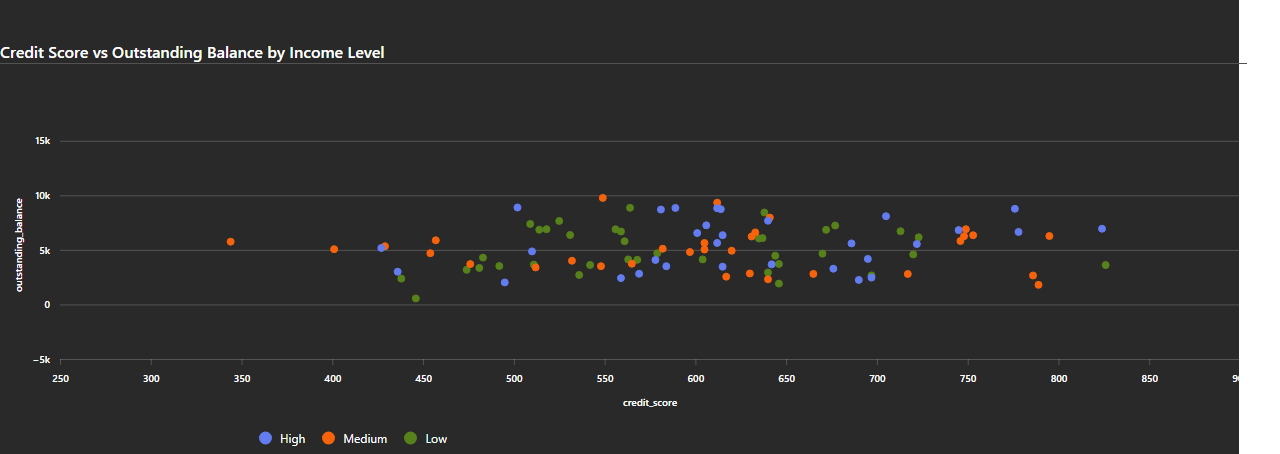 Credit Score vs Outstanding Balance by Income Level
15k
10k
5k
0
−5k
outstanding_balance
250 300 350 400 450 500 550 600 650 700 750 800 850
credit_score
High Medium Low